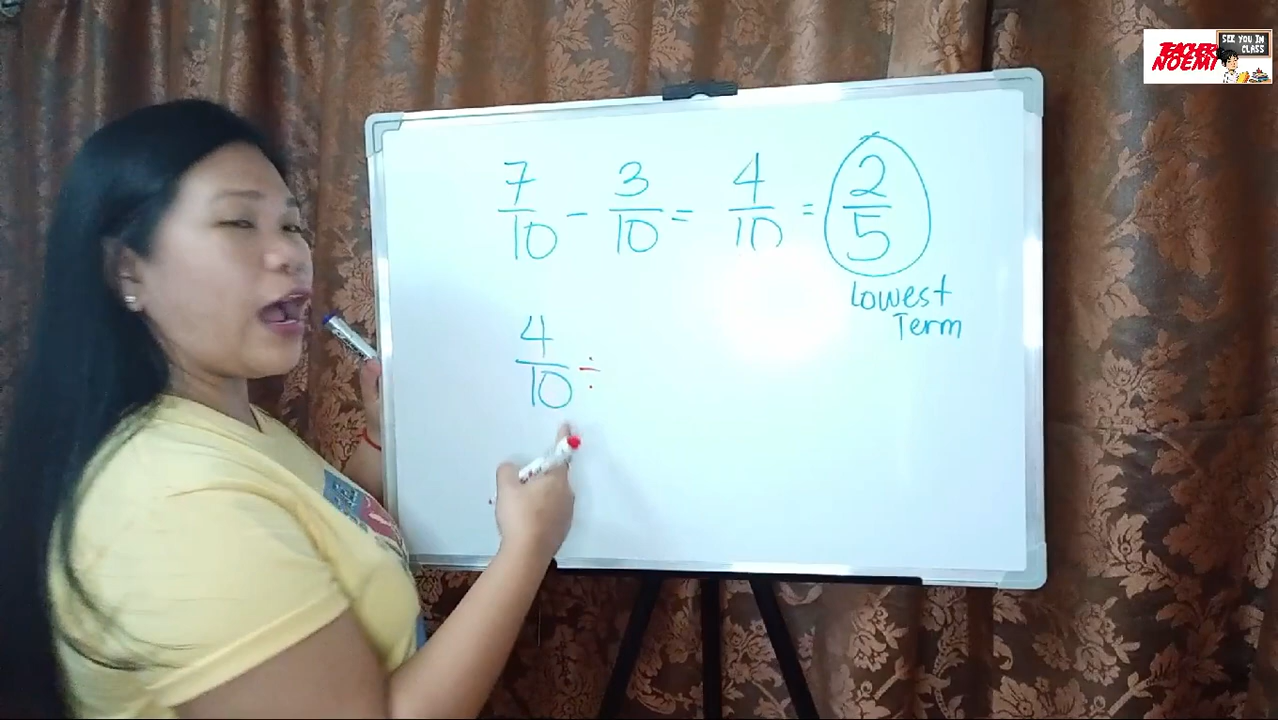 TEACHER NOEMI
SEE YOU IN
CLASS
7/10 - 3/10 = 4/10 = 2/5
Lowest
Term
4/10 ÷